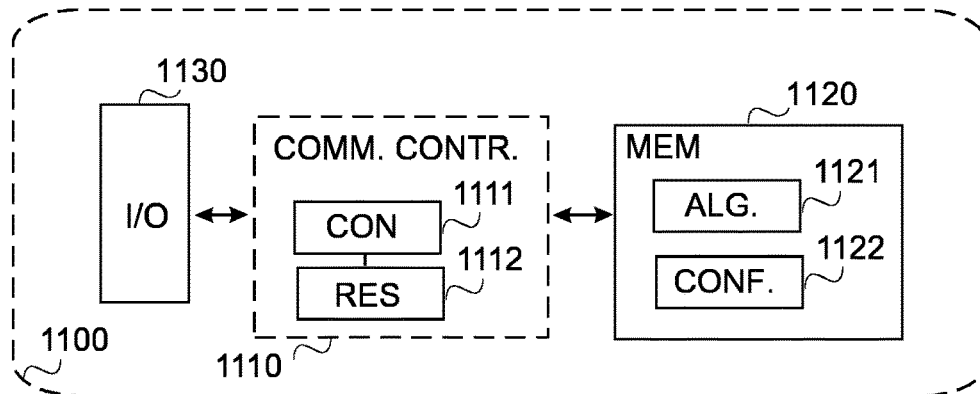 1130
I/O
COMM. CONTR.
1111
CON
1112
RES
1110
1120
MEM
1121
ALG.
1122
CONF.
1100